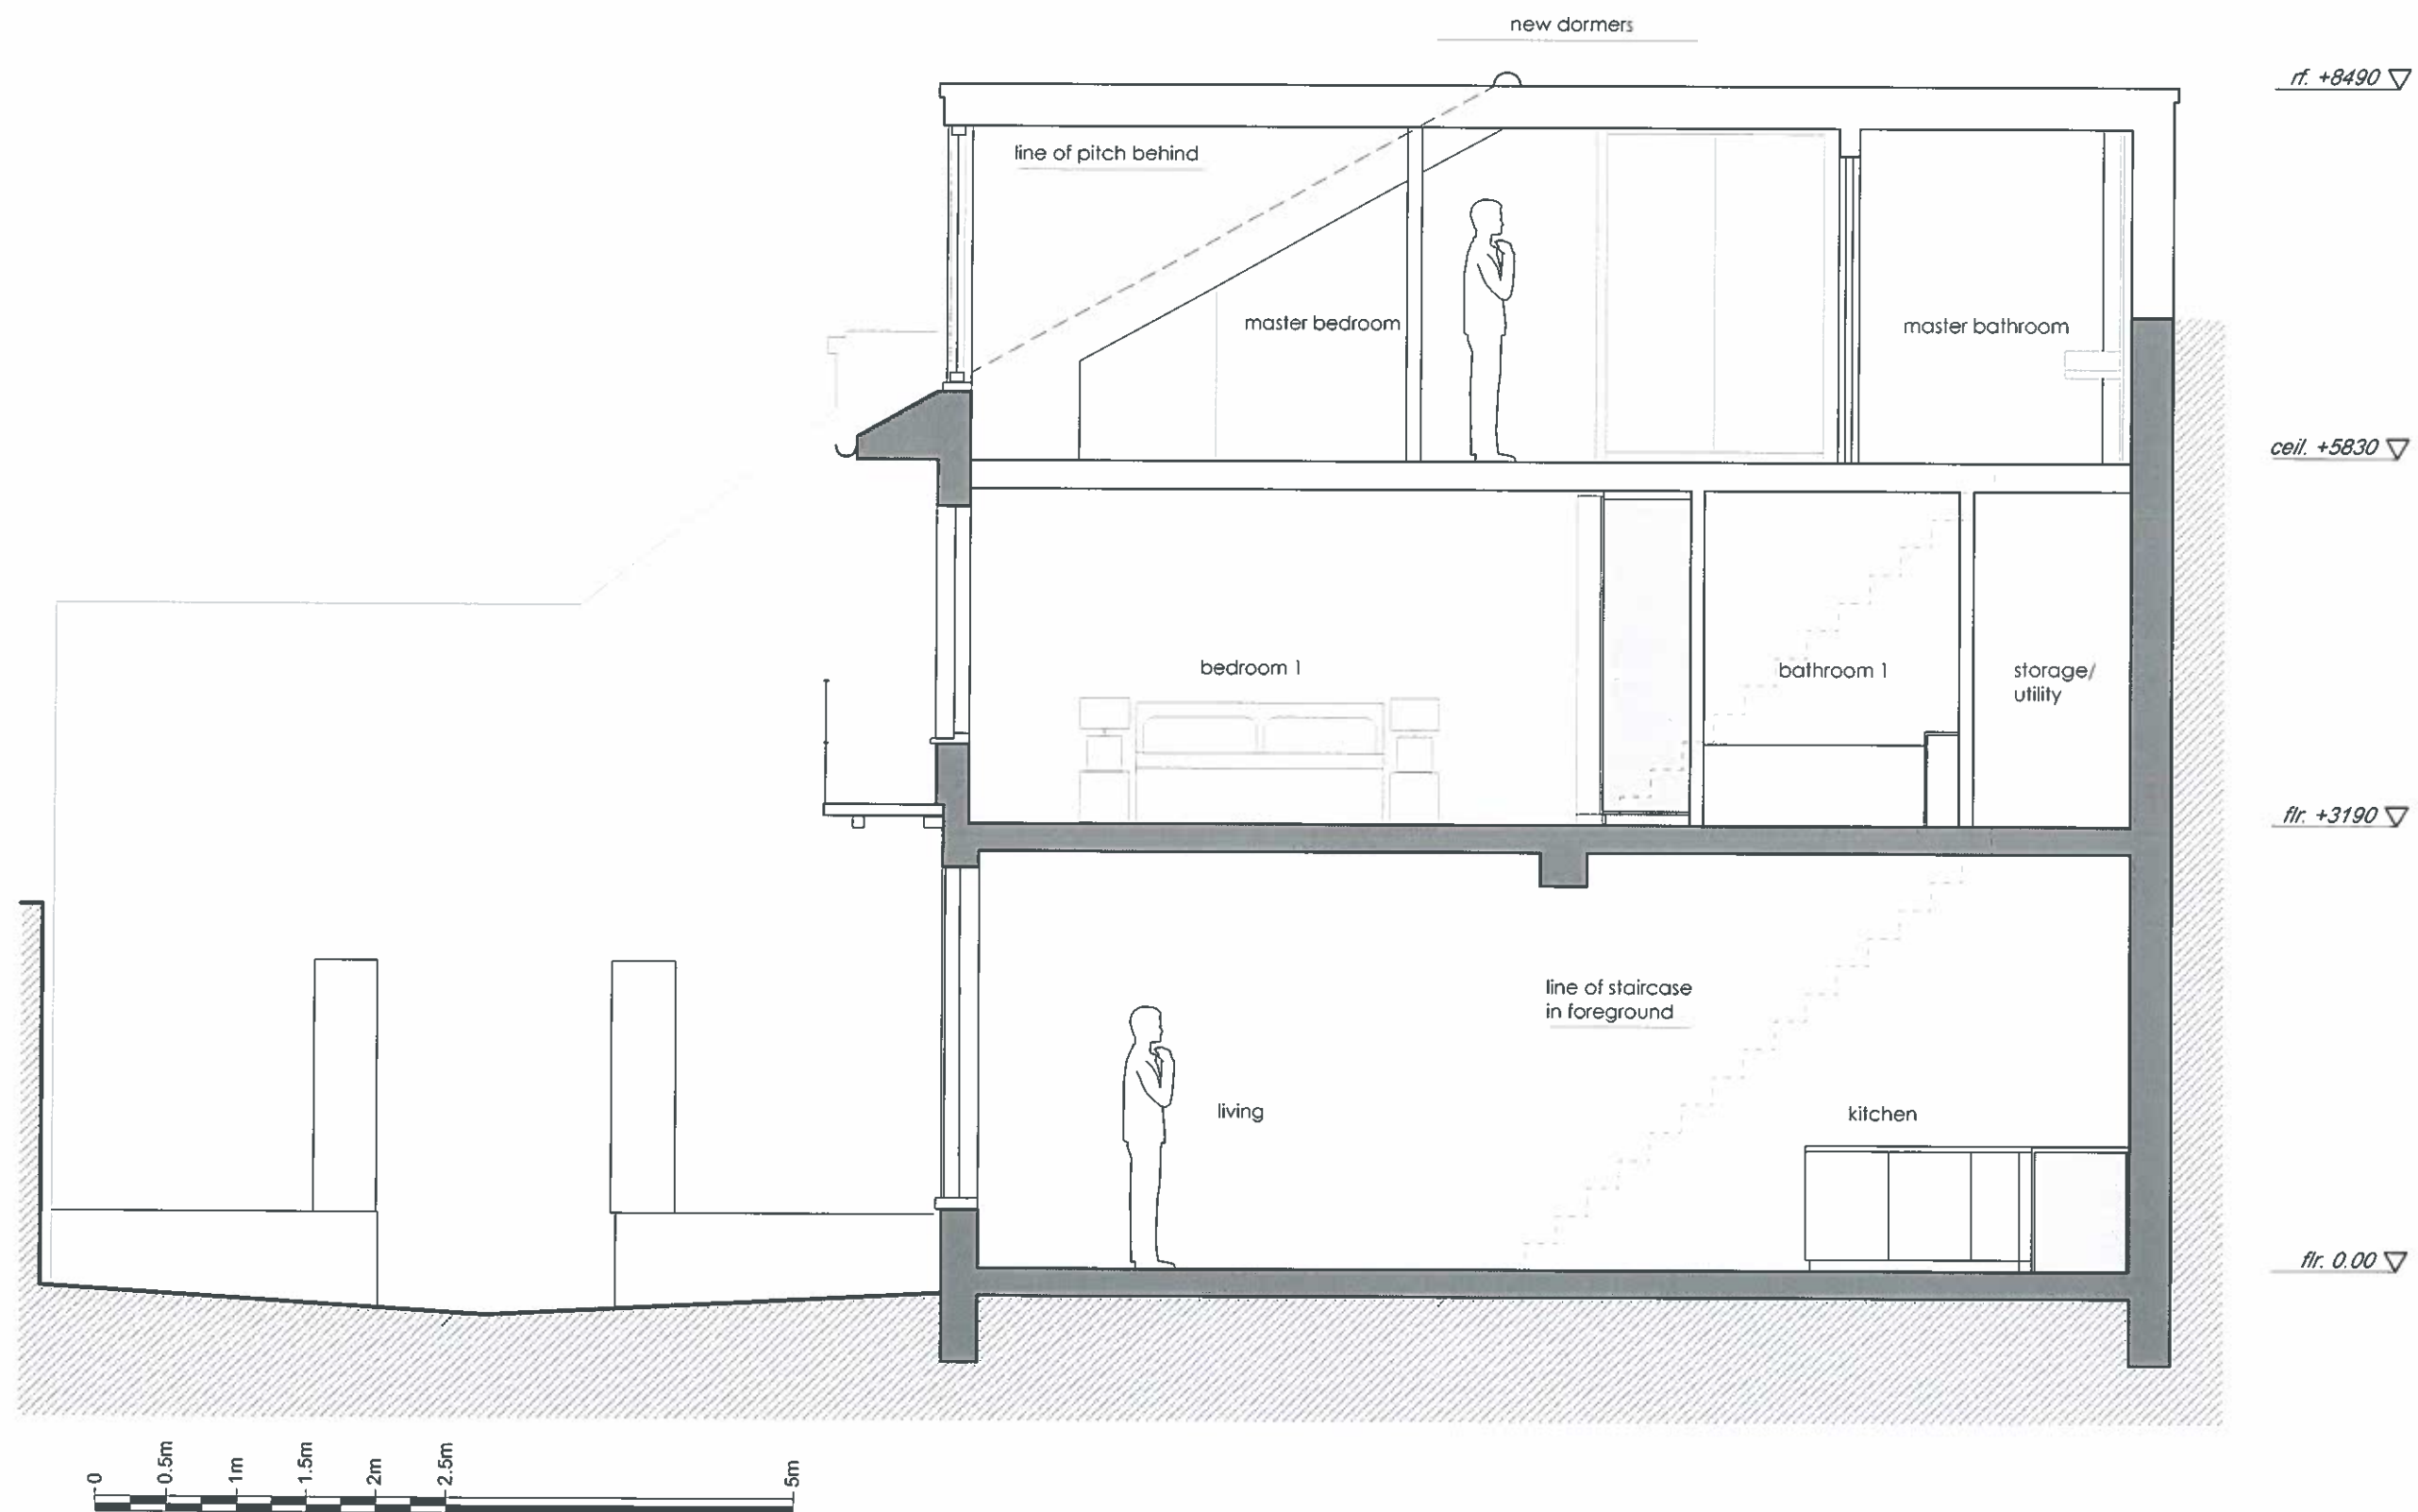 new dormers
rf. +8490
line of pitch behind
master bedroom
master bathroom
ceil. +5830
bedroom 1
bathroom 1
storage/
utility
flr. +3190
line of staircase
in foreground
living
kitchen
flr. 0.00
0
0.5m
1m
1.5m
2m
2.5m
5m